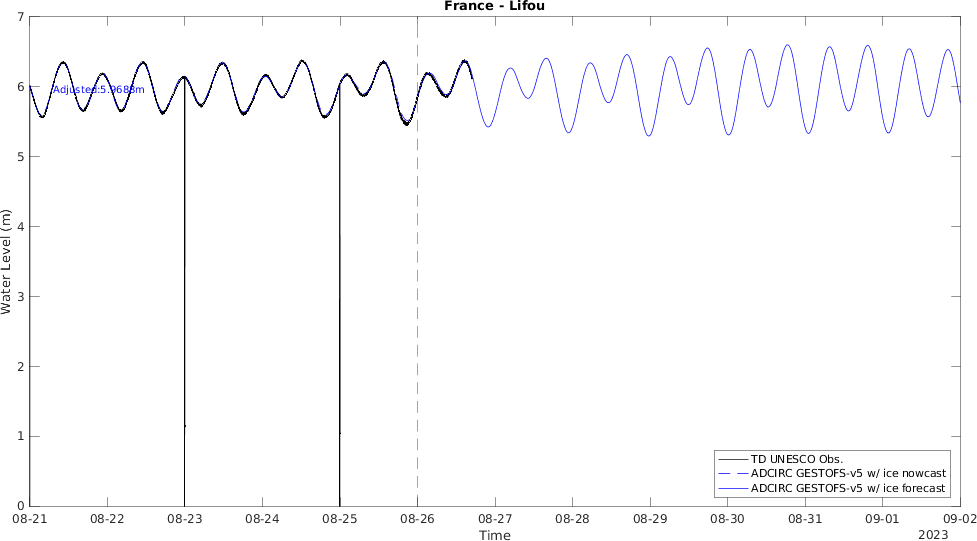 France - Lifou
7
6
5
4
3
2
1
0
Water Level (m)
Adjusted:5.9688m
TD UNESCO Obs.
ADCIRC GESTOFS-v5 w/ ice nowcast
ADCIRC GESTOFS-v5 w/ ice forecast
08-21 08-22 08-23 08-24 08-25 08-26 08-27 08-28 08-29 08-30 08-31 09-01 09-02
Time
2023